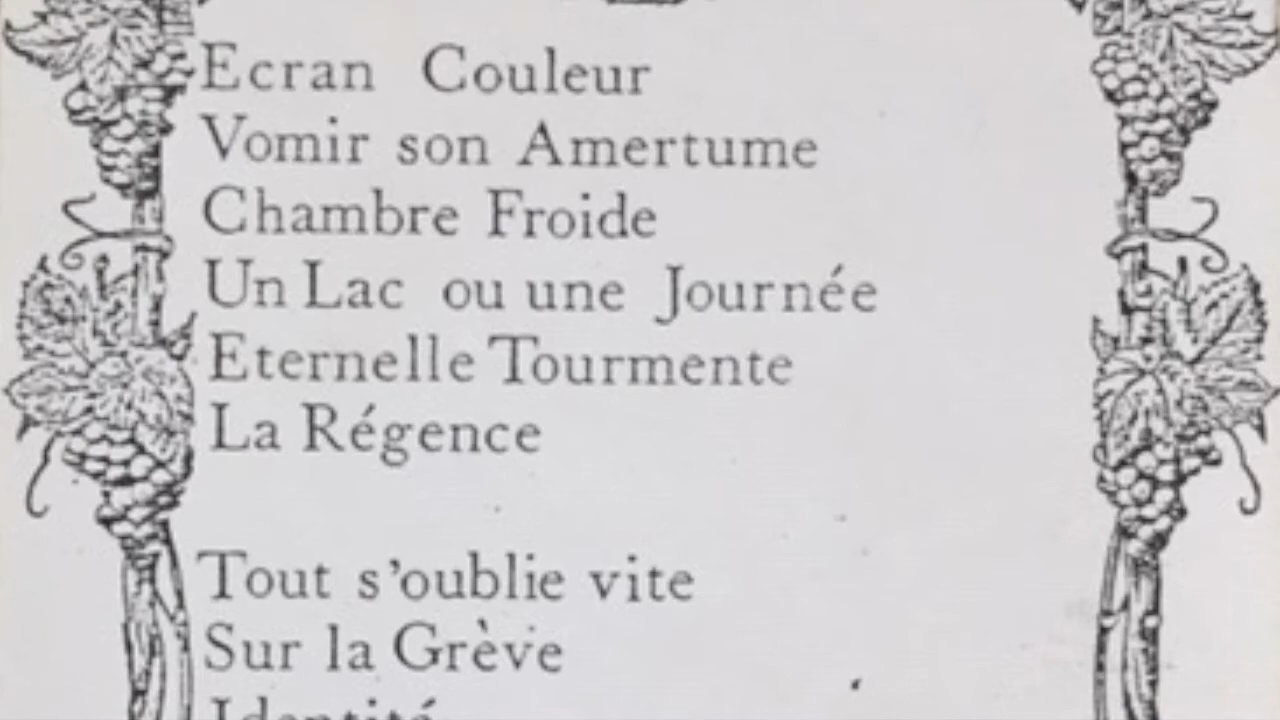 Ecran Couleur
Vomir son Amertume
Chambre Froide
Un Lac ou une Journée
Eternelle Tourmente
La Régence
Tout s'oublie vite
Sur la Grève
Identité